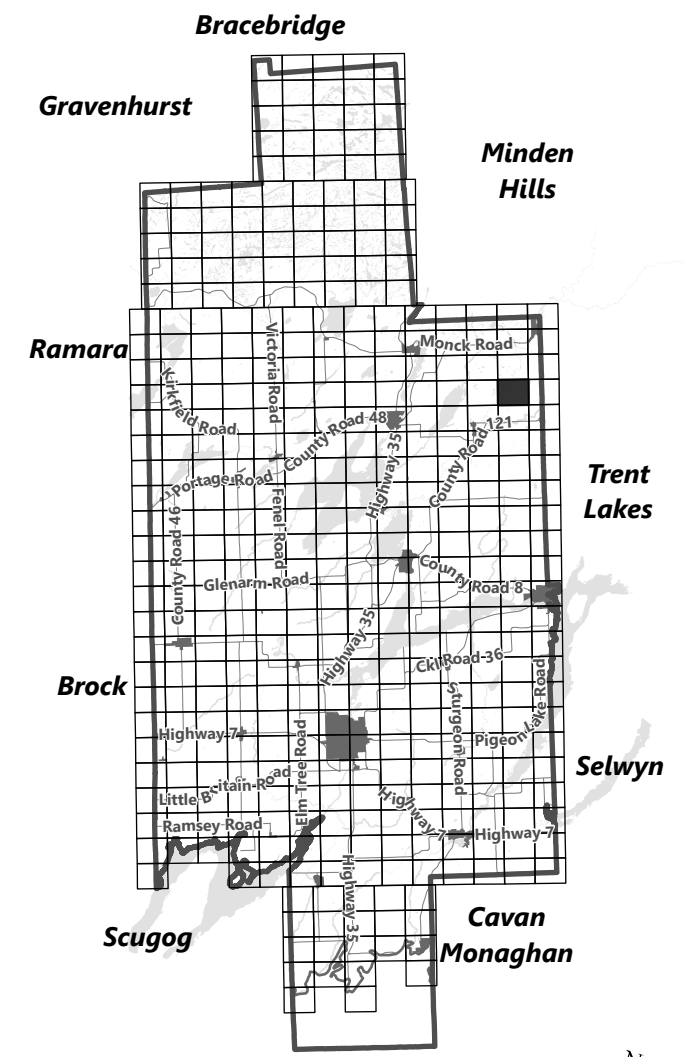 Bracebridge
Gravenhurst
Minden
Hills
Ramara
Monck Road
Victoria Road
Kirkfield Road
County Road 48
County Road 121
Highway 35
Portage Road
Trent
Lakes
Fenel Road
County Road 46
Glenarm Road
County Road 8
Highway 35
Ckl Road 36
Brock
Sturgeon Road
Pigeon Lake Road
Highway 7
Elm Tree Road
Selwyn
Little Britain Road
Highway 7
Ramsey Road
Highway 7
Highway 35
Scugog
Cavan
Monaghan
N